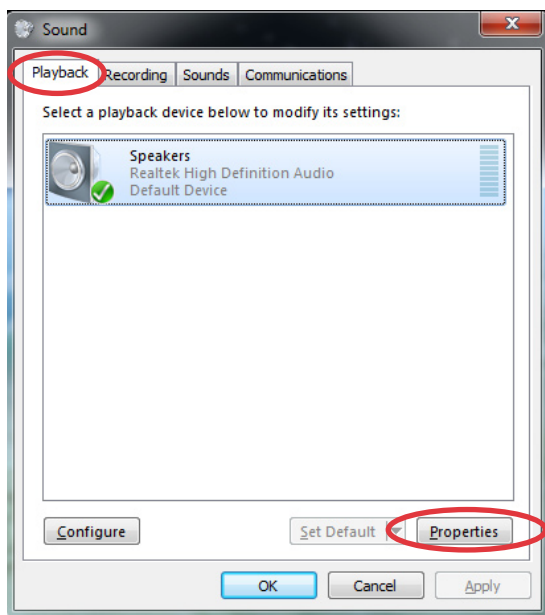 Sound
Playback Recording Sounds Communications
Select a playback device below to modify its settings:
Speakers
Realtek High Definition Audio
Default Device
Configure Set Default Properties
OK Cancel Apply